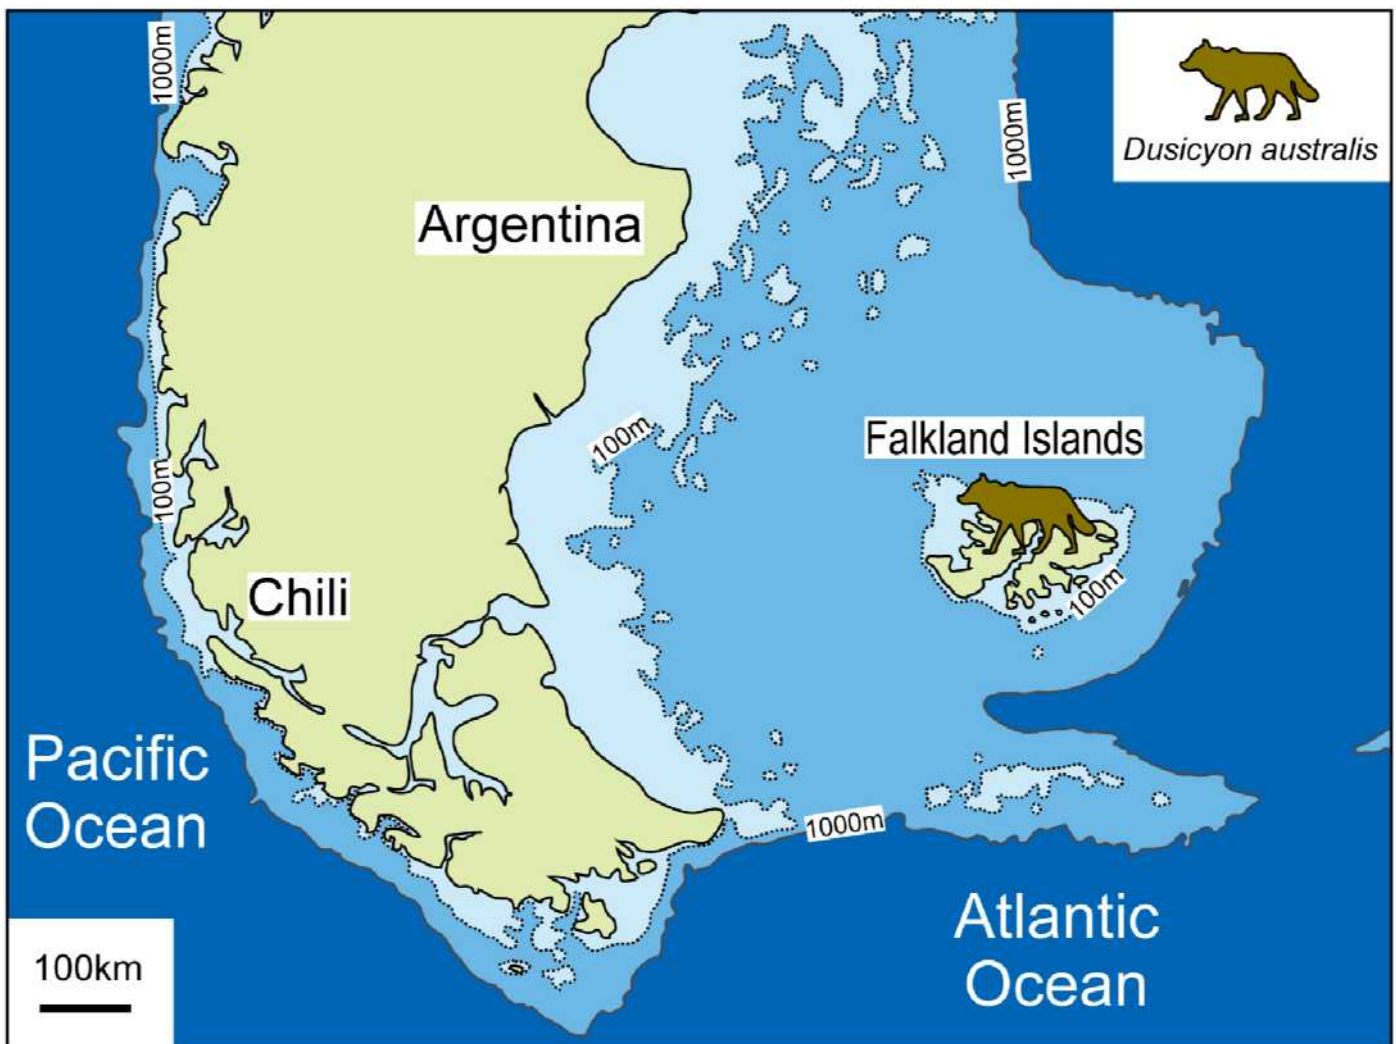 1000m
1000m
Dusicyon australis
Argentina
100m
Falkland Islands
100m
Chili
100m
Pacific
Ocean
1000m
Atlantic
Ocean
100km